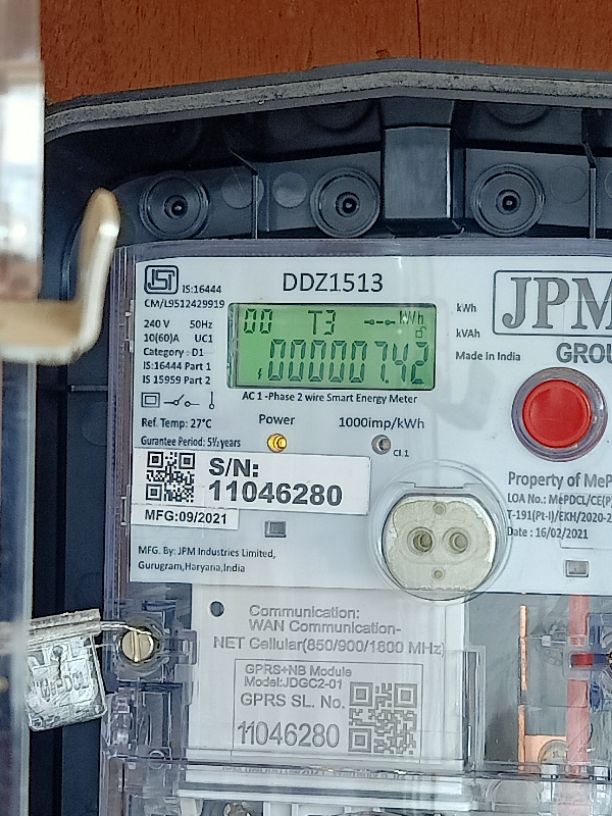 IS:16444
CM/L9512429919
DDZ1513
240 V 50Hz
10(60)A UC1
Category : D1
IS:16444 Part 1
IS 15959 Part 2
00 T3 kWh
000007.42
kWh
kVAh
Made in India
JPM
GROU
AC 1 -Phase 2 wire Smart Energy Meter
Ref. Temp: 27°C
Gurantee Period: 5½ years
Power
1000imp/kWh
Cl.1
S/N:
11046280
MFG:09/2021
Property of MeP
LOA No.: MePDCL/CE(P
T-191(Pt-I)/EKH/2020-2
Date : 16/02/2021
MFG. By: JPM Industries Limited,
Gurugram,Haryana,India
Communication:
WAN Communication-
NET Cellular(850/900/1800 MHz)
GPRS+NB Module
Model:JDGC2-01
GPRS SL. No.
11046280